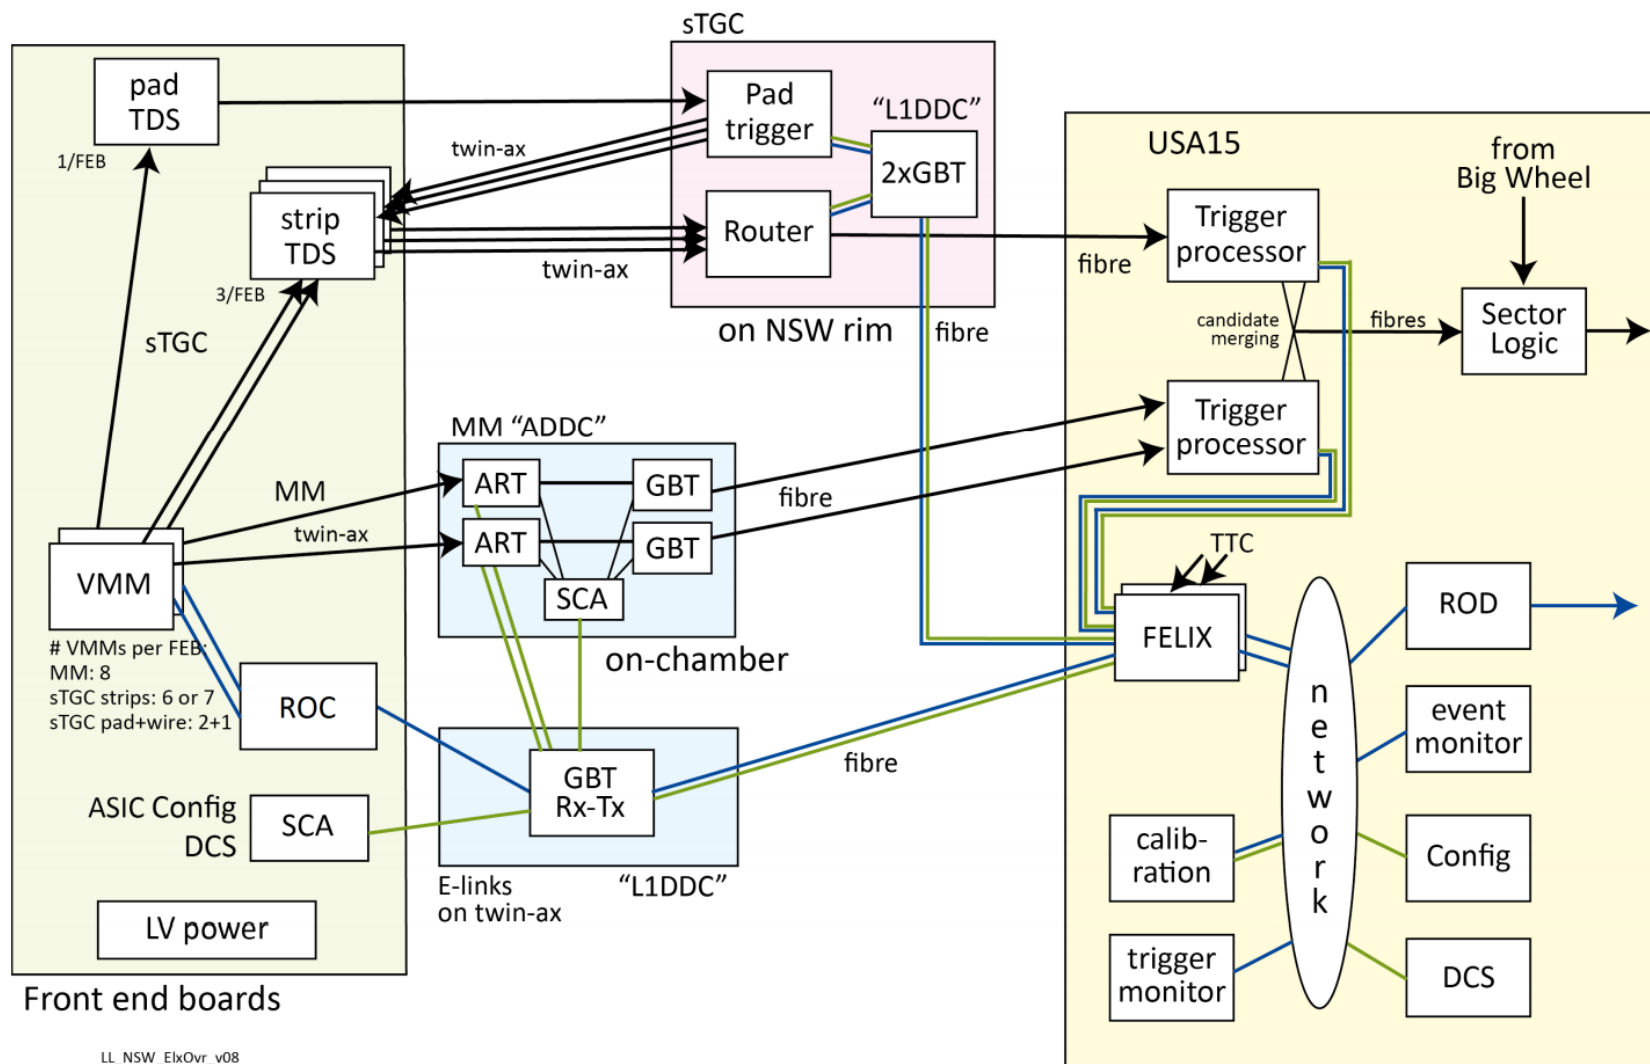 sTGC
pad
TDS
1/FEB
strip
TDS
3/FEB
sTGC
twin-ax
twin-ax
Pad
trigger
"L1DDC"
2xGBT
Router
on NSW rim
fibre
fibre
USA15
from
Big Wheel
Trigger
processor
candidate
merging
fibres
Sector
Logic
Trigger
processor
MM "ADDC"
ART
GBT
ART
GBT
SCA
on-chamber
MM
twin-ax
fibre
VMM
# VMMs per FEB:
MM: 8
sTGC strips: 6 or 7
sTGC pad+wire: 2+1
ROC
ASIC Config
DCS
SCA
LV power
Front end boards
GBT
Rx-Tx
E-links
on twin-ax
"L1DDC"
fibre
TTC
FELIX
network
ROD
event
monitor
calib-
ration
Config
trigger
monitor
DCS
LL_NSW_ElxOvr_v08